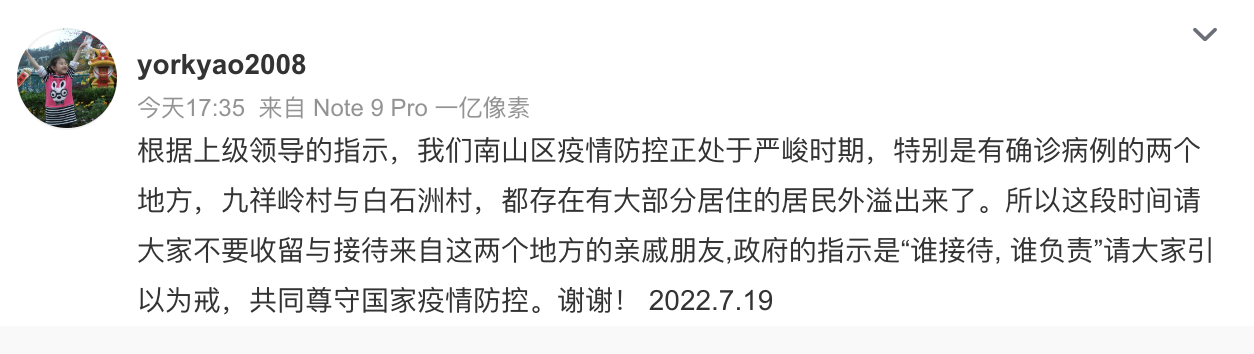 yorkyao2008
今天17:35 来自 Note 9 Pro 一亿像素
根据上级领导的指示，我们南山区疫情防控正处于严峻时期，特别是有确诊病例的两个
地方，九祥岭村与白石洲村，都存在有大部分居住的居民外溢出来了。所以这段时间请
大家不要收留与接待来自这两个地方的亲戚朋友,政府的指示是“谁接待, 谁负责”请大家引
以为戒，共同尊守国家疫情防控。谢谢！ 2022.7.19